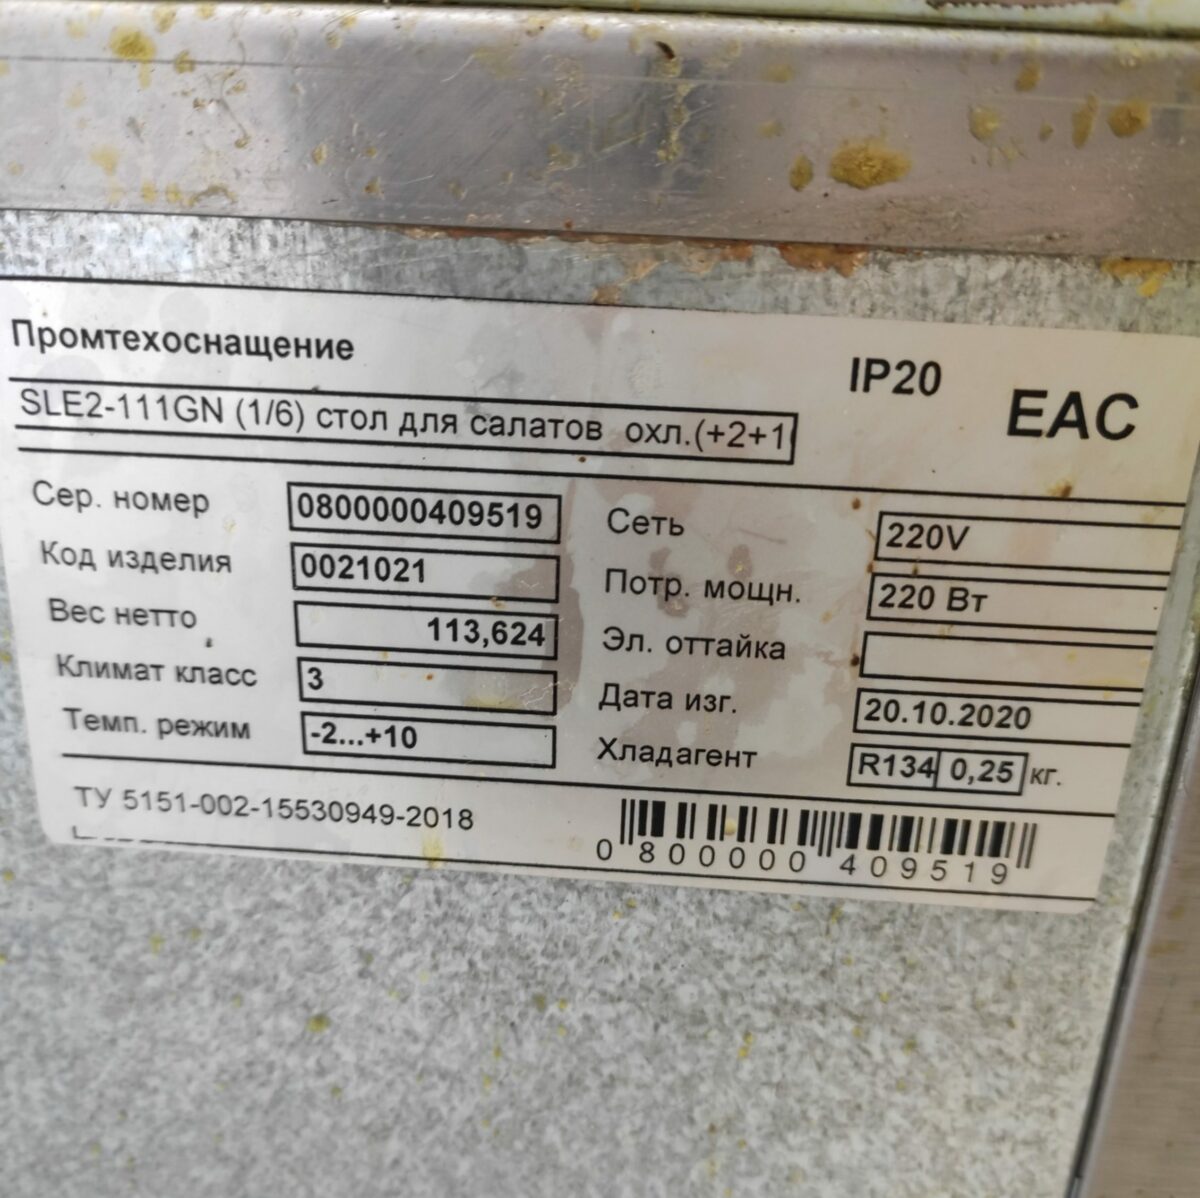 Промтехоснащение
IP20
EAC
SLE2-111GN (1/6) стол для салатов охл.(+2+1
Сер. номер 0800000409519
Сеть 220V
Код изделия 0021021
Потр. мощн. 220 Вт
Вес нетто 113,624
Эл. оттайка
Климат класс 3
Дата изг. 20.10.2020
Темп. режим -2...+10
Хладагент R134 0,25 кг.
ТУ 5151-002-15530949-2018
0 800000 409519